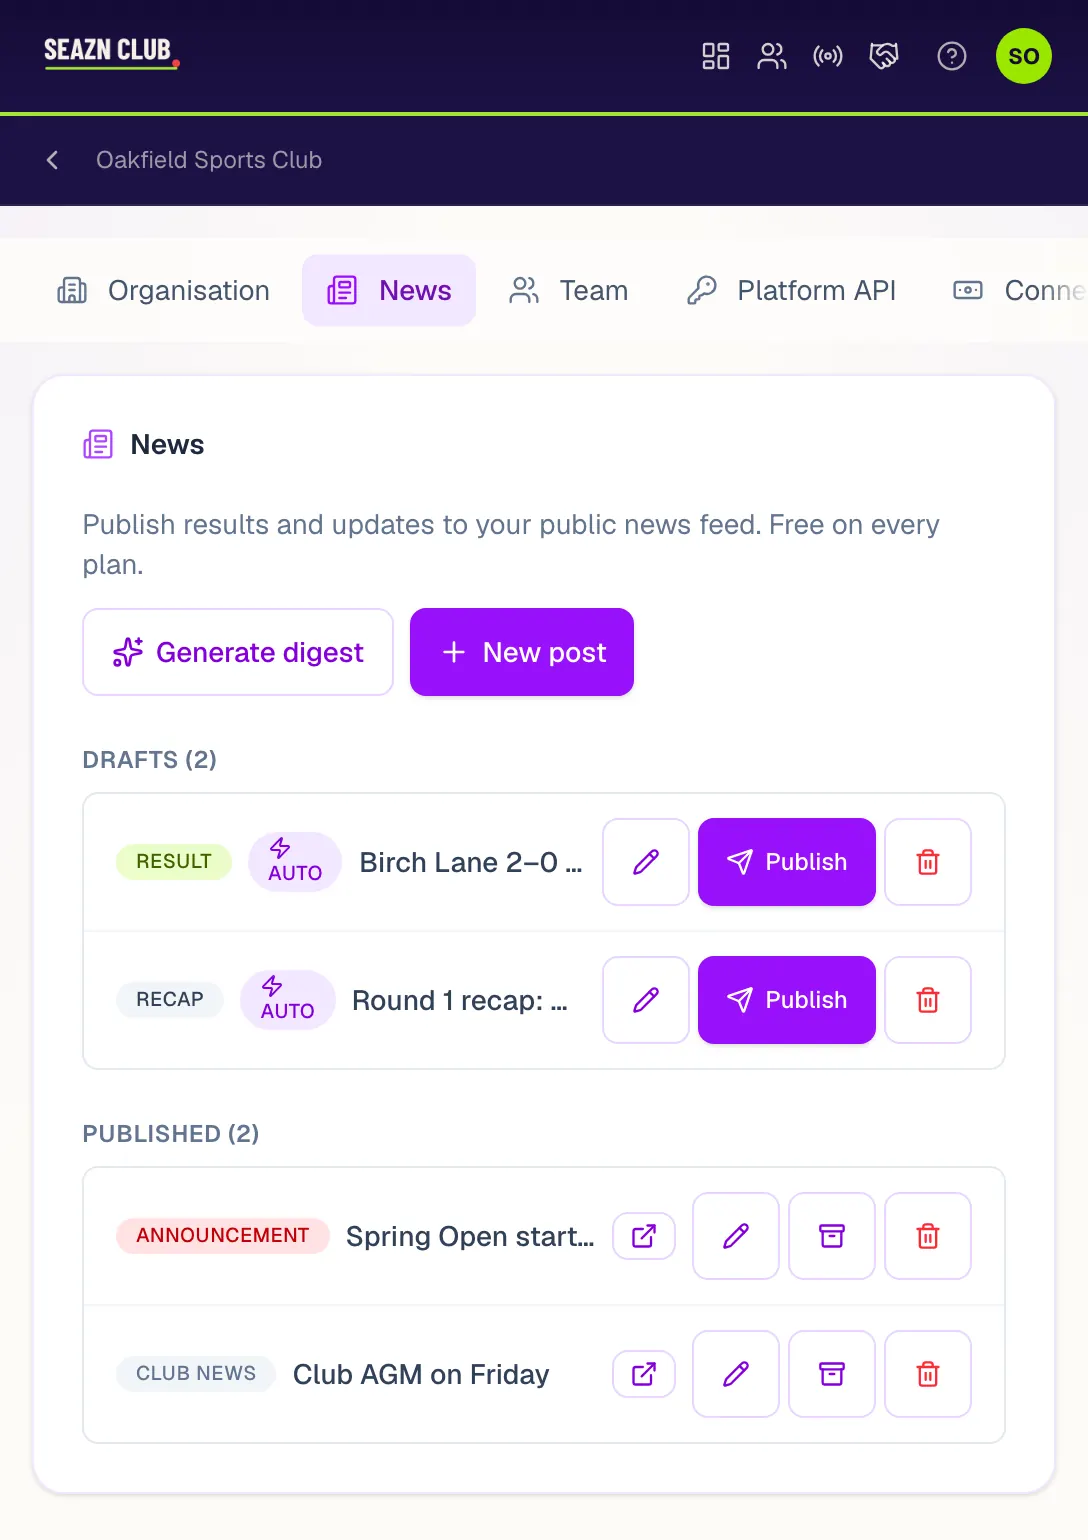 SEAZN CLUB
SO
Oakfield Sports Club
Organisation
News
Team
Platform API
Conne
News
Publish results and updates to your public news feed. Free on every
plan.
Generate digest
New post
DRAFTS (2)
RESULT
AUTO
Birch Lane 2–0 ...
Publish
RECAP
AUTO
Round 1 recap: ...
Publish
PUBLISHED (2)
ANNOUNCEMENT
Spring Open start...
CLUB NEWS
Club AGM on Friday